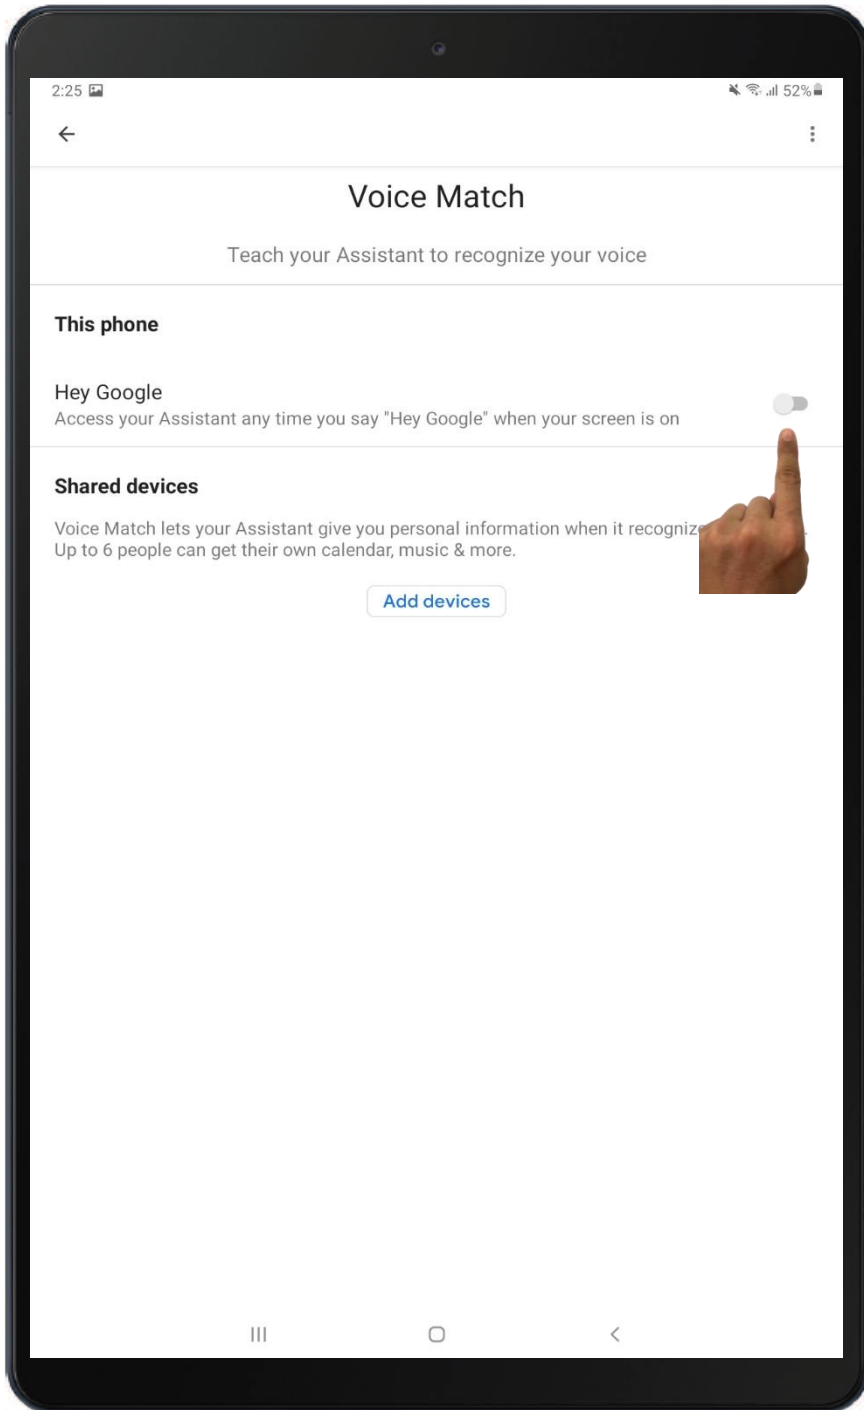 2:25 52%
Voice Match
Teach your Assistant to recognize your voice
This phone
Hey Google
Access your Assistant any time you say "Hey Google" when your screen is on
Shared devices
Voice Match lets your Assistant give you personal information when it
Up to 6 people can get their own calendar, music & more.
Add devices